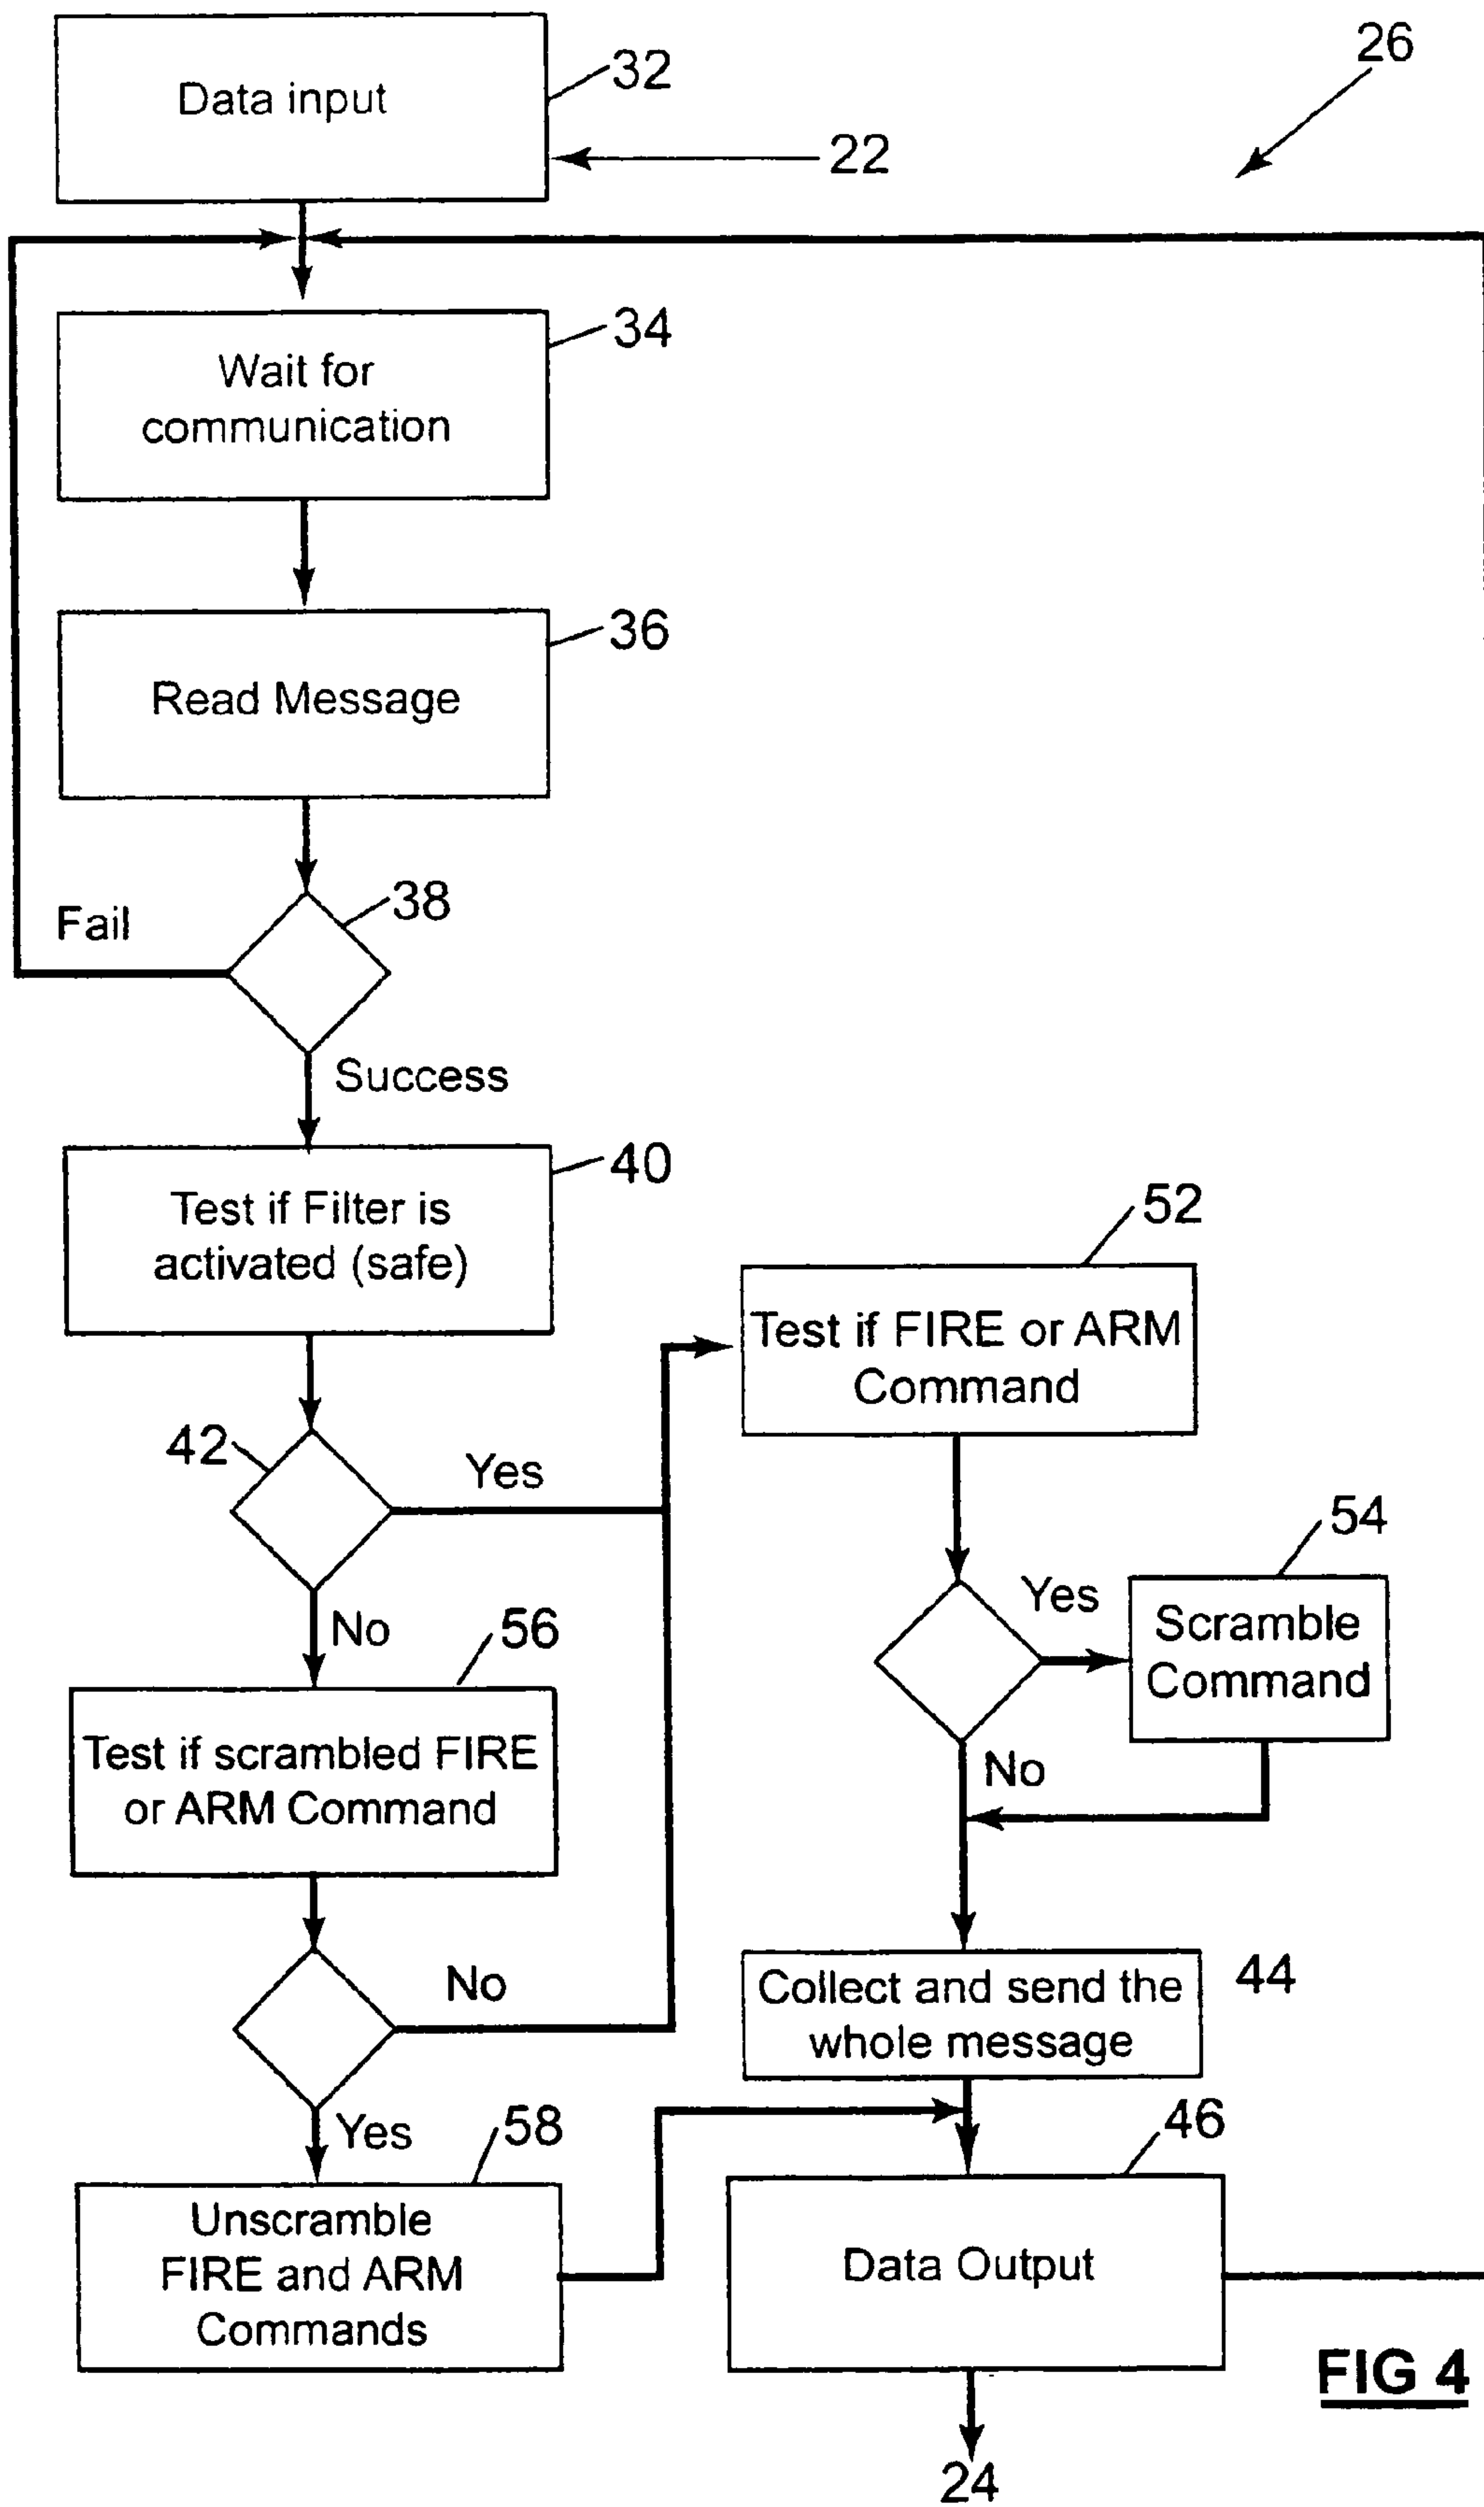 26
Data input
32
22
Wait for
communication
34
Read Message
36
Fail
38
Success
Test if Filter is
activated (safe)
40
42
Yes
No
Test if FIRE or ARM
Command
52
Yes
No
Scramble
Command
54
Test if scrambled FIRE
or ARM Command
56
No
Yes
Collect and send the
whole message
44
Unscramble
FIRE and ARM
Commands
58
Data Output
46
24
FIG 4